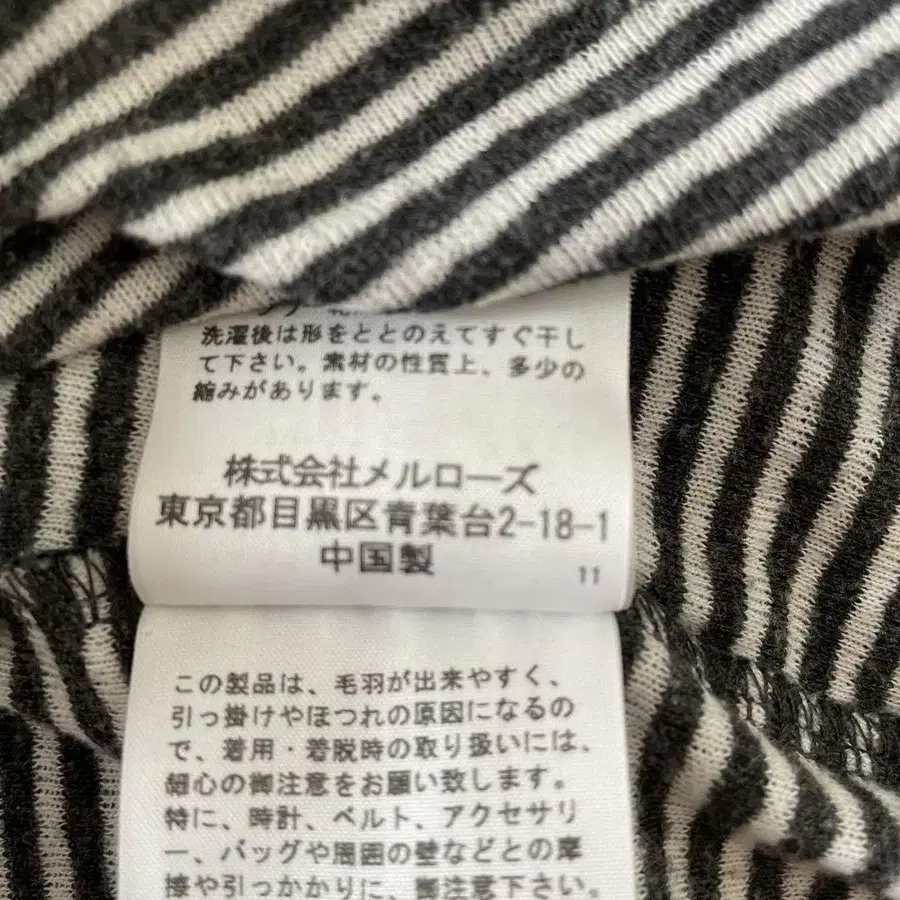 洗濯後は形をととのえてすぐ干し
て下さい。素材の性質上、多少の
縮みがあります。
株式会社メルローズ
東京都目黒区青葉台2-18-1
中国製
11
この製品は、毛羽が出来やすく、
引っ掛けやほつれの原因になるの
で、着用・着脱時の取り扱いには、
細心の御注意をお願い致します。
特に、時計、ベルト、アクセサリ
ー、バッグや周囲の壁などとの摩
擦や引っかかりに、御注意下さい。